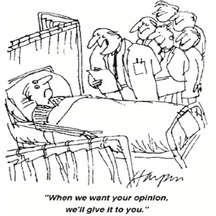 "When we want your opinion,
we'll give it to you."